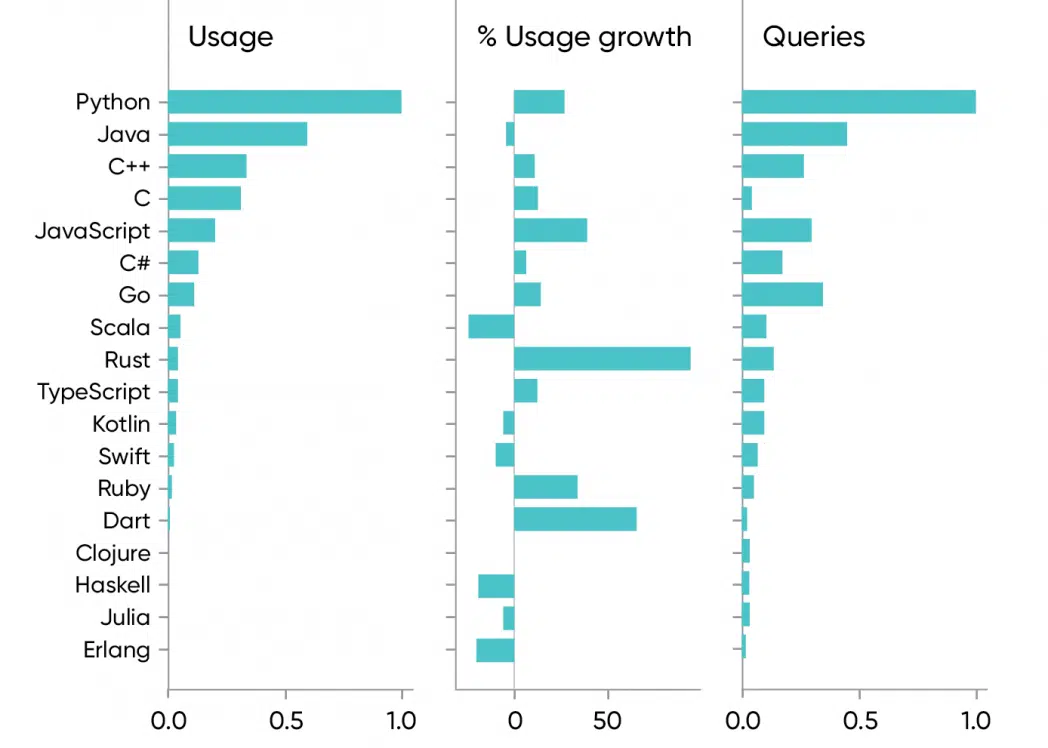 Usage
% Usage growth
Queries
Python
Java
C++
C
JavaScript
C#
Go
Scala
Rust
TypeScript
Kotlin
Swift
Ruby
Dart
Clojure
Haskell
Julia
Erlang
0.0 0.5 1.0
0 50
0.0 0.5 1.0